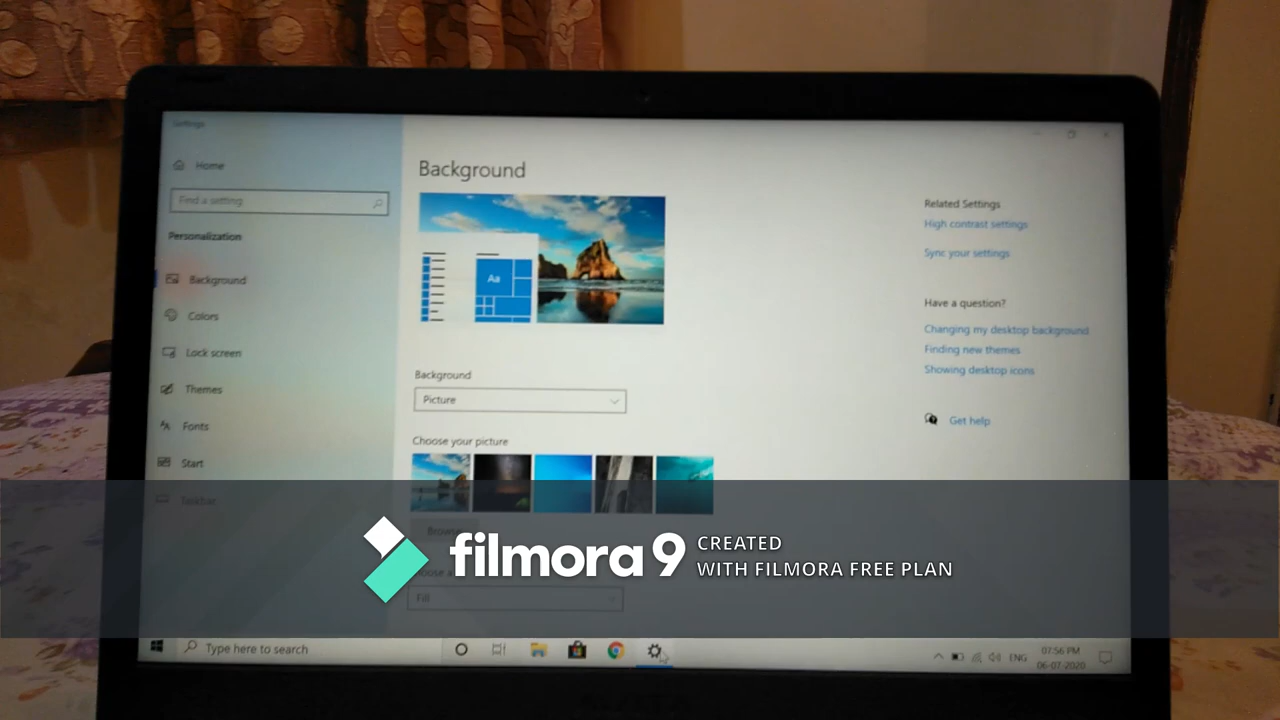 Settings
Home
Find a setting
Personalization
Background
Colors
Lock screen
Themes
Fonts
Start
Taskbar
Background
Aa
Background
Picture
Choose your picture
Browse
Fill
Related Settings
High contrast settings
Sync your settings
Have a question?
Changing my desktop background
Finding new themes
Showing desktop icons
Get help
filmora9
CREATED
WITH FILMORA FREE PLAN
Type here to search
ENG
07:56 PM
06-07-2020